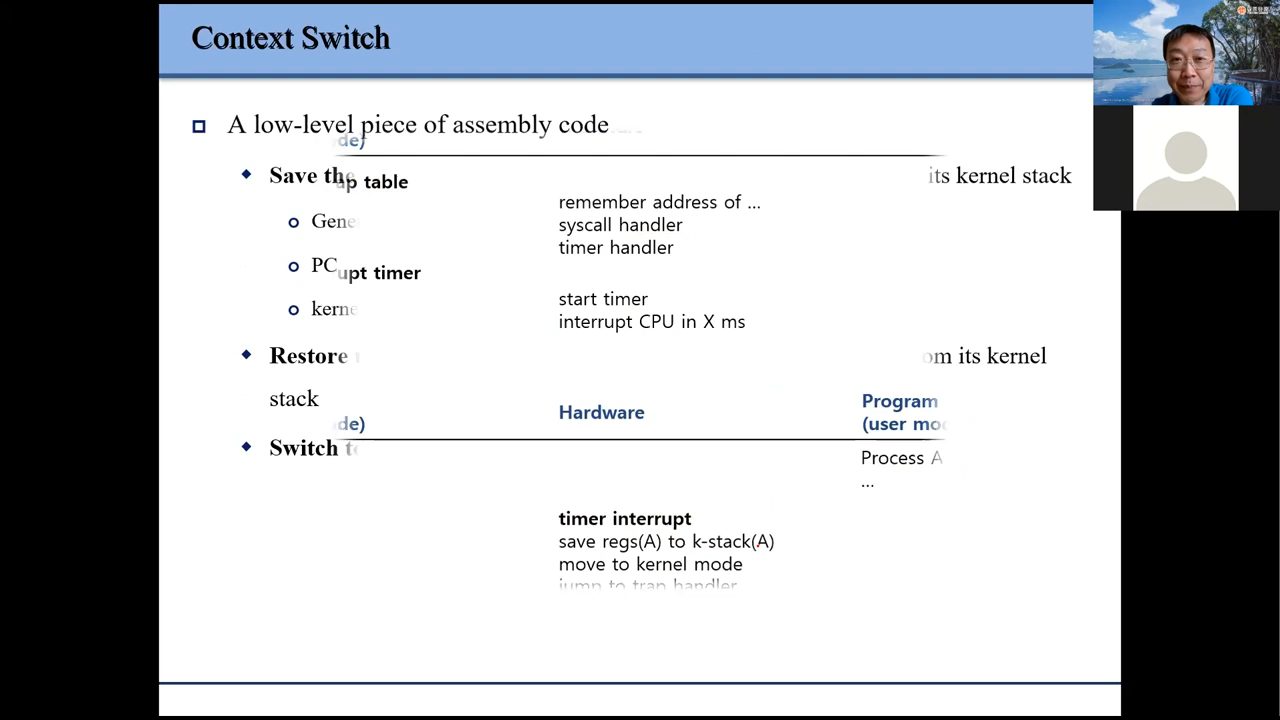 Context Switch
A low-level piece of assembly code
de)
Save the its kernel stack
up table
remember address of ...
Gene
syscall handler
timer handler
PC
upt timer
kerne
start timer
interrupt CPU in X ms
Restore om its kernel
stack
de) Hardware Program
(user mod
Switch to
Process A
...
timer interrupt
save regs(A) to k-stack(A)
move to kernel mode
jump to trap handler